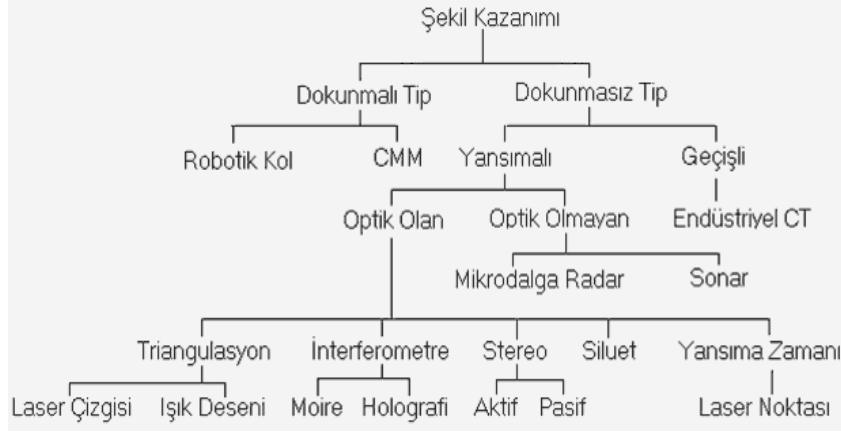 Şekil Kazanımı
Dokunmalı Tip Dokunmasız Tip
Robotik Kol CMM Yansımalı Geçişli
Optik Olan Optik Olmayan Endüstriyel CT
Mikrodalga Radar Sonar
Triangulasyon İnterferometre Stereo Siluet Yansıma Zamanı
Laser Çizgisi Işık Deseni Moire Holografi Aktif Pasif Laser Noktası